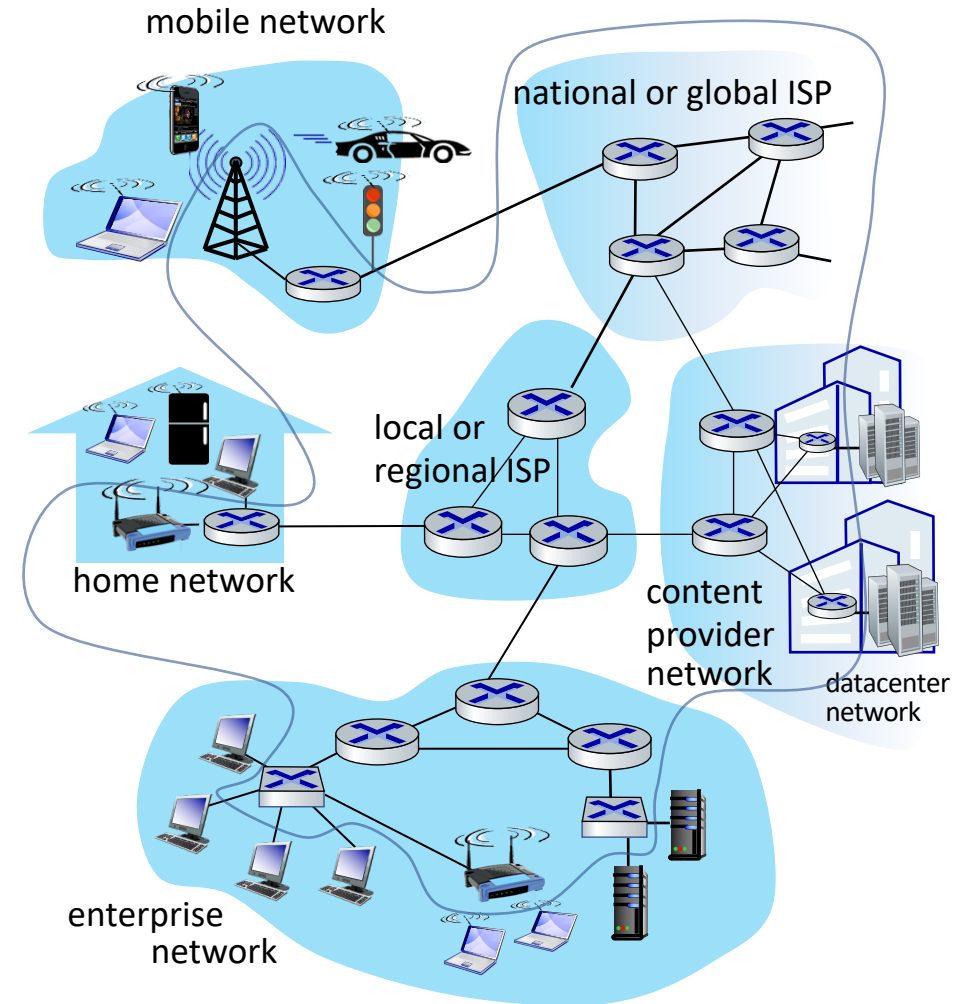 mobile network
national or global ISP
local or
regional ISP
home network
content
provider
network
datacenter
network
enterprise
network